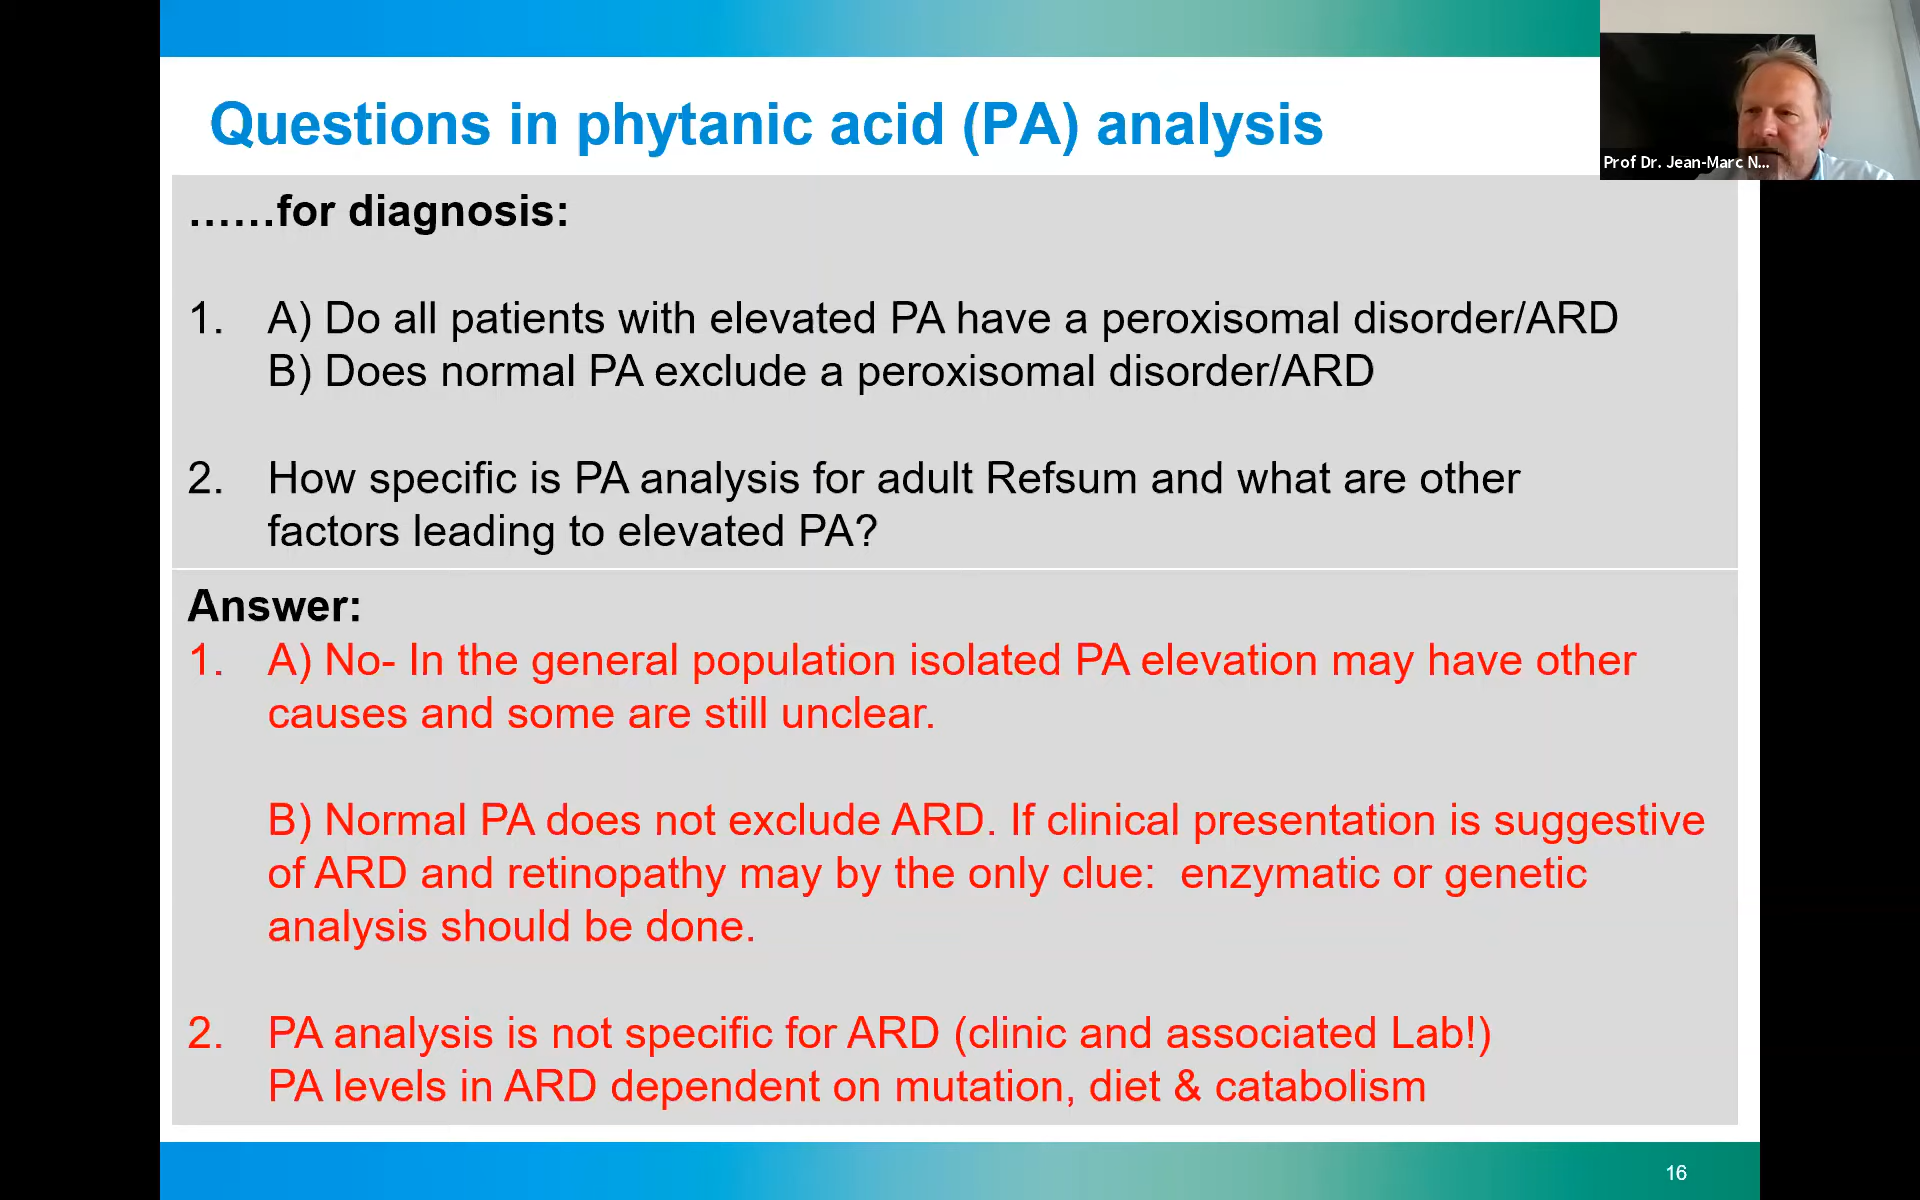 Questions in phytanic acid (PA) analysis
Prof Dr. Jean-Marc N...
......for diagnosis:
1. A) Do all patients with elevated PA have a peroxisomal disorder/ARD
B) Does normal PA exclude a peroxisomal disorder/ARD
2. How specific is PA analysis for adult Refsum and what are other
factors leading to elevated PA?
Answer:
1. A) No- In the general population isolated PA elevation may have other
causes and some are still unclear.
B) Normal PA does not exclude ARD. If clinical presentation is suggestive
of ARD and retinopathy may by the only clue: enzymatic or genetic
analysis should be done.
2. PA analysis is not specific for ARD (clinic and associated Lab!)
PA levels in ARD dependent on mutation, diet & catabolism
16